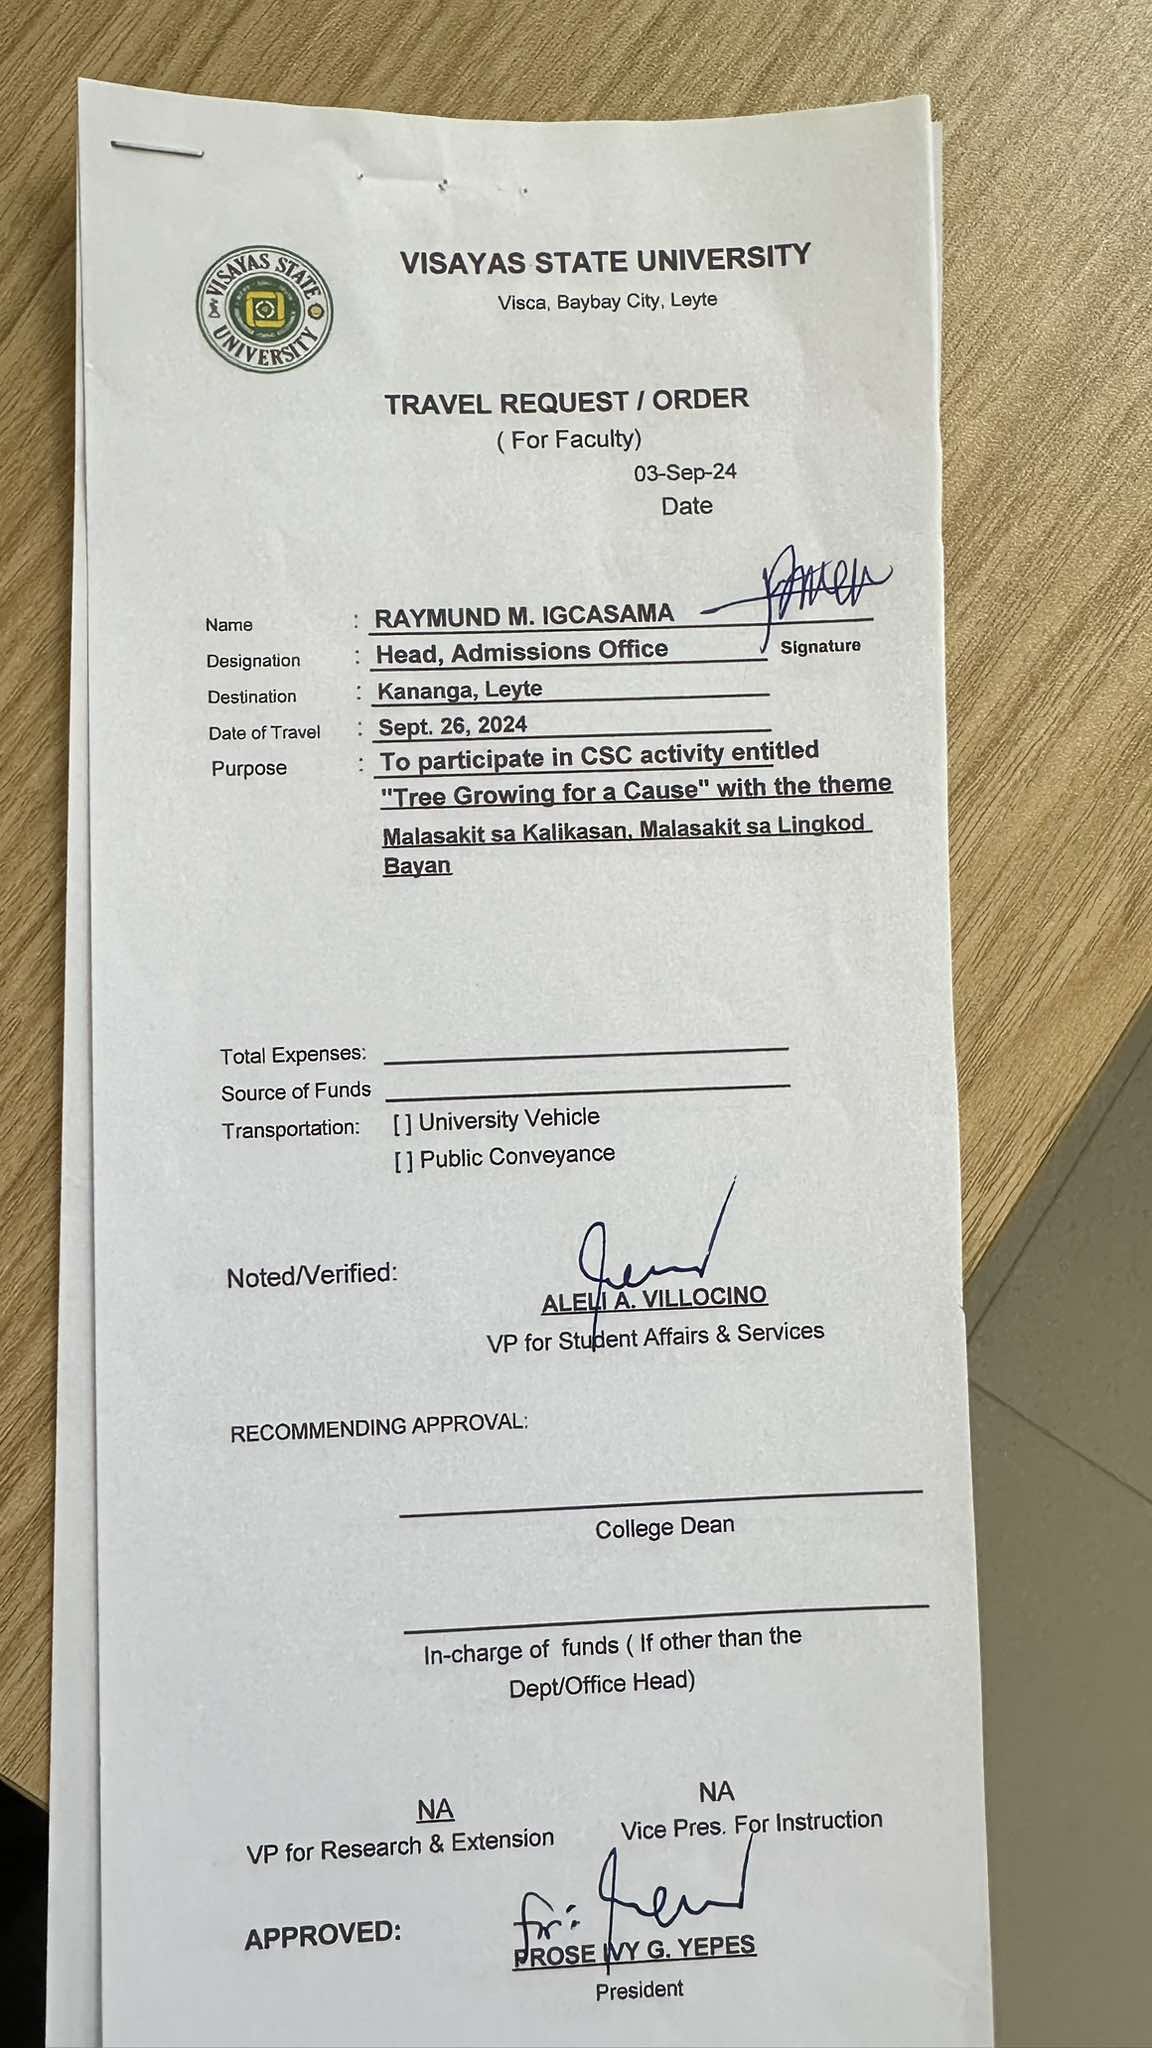 VISAYAS STATE UNIVERSITY
VISAYAS STATE UNIVERSITY
Visca, Baybay City, Leyte
TRAVEL REQUEST / ORDER
( For Faculty)
03-Sep-24
Date
Name : RAYMUND M. IGCASAMA
Signature
Designation : Head, Admissions Office
Destination : Kananga, Leyte
Date of Travel : Sept. 26, 2024
Purpose : To participate in CSC activity entitled
"Tree Growing for a Cause" with the theme
Malasakit sa Kalikasan, Malasakit sa Lingkod
Bayan
Total Expenses:
Source of Funds
Transportation: [ ] University Vehicle
[ ] Public Conveyance
Noted/Verified:
ALELI A. VILLOCINO
VP for Student Affairs & Services
RECOMMENDING APPROVAL:
College Dean
In-charge of funds ( If other than the
Dept/Office Head)
NA NA
VP for Research & Extension Vice Pres. For Instruction
for:
APPROVED: PROSE IVY G. YEPES
President